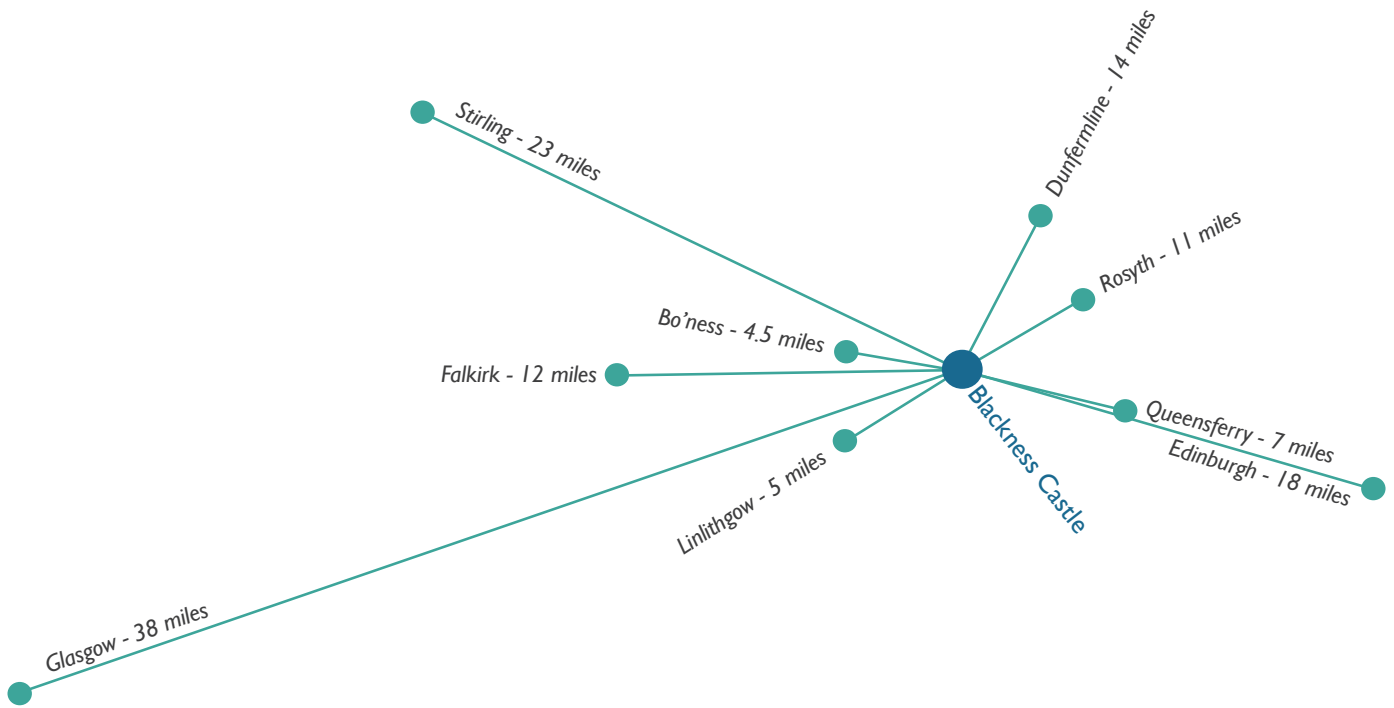 Dunfermline - 14 miles
Stirling - 23 miles
Rosyth - 11 miles
Bo’ness - 4.5 miles
Falkirk - 12 miles
Blackness Castle
Queensferry - 7 miles
Edinburgh - 18 miles
Linlithgow - 5 miles
Glasgow - 38 miles